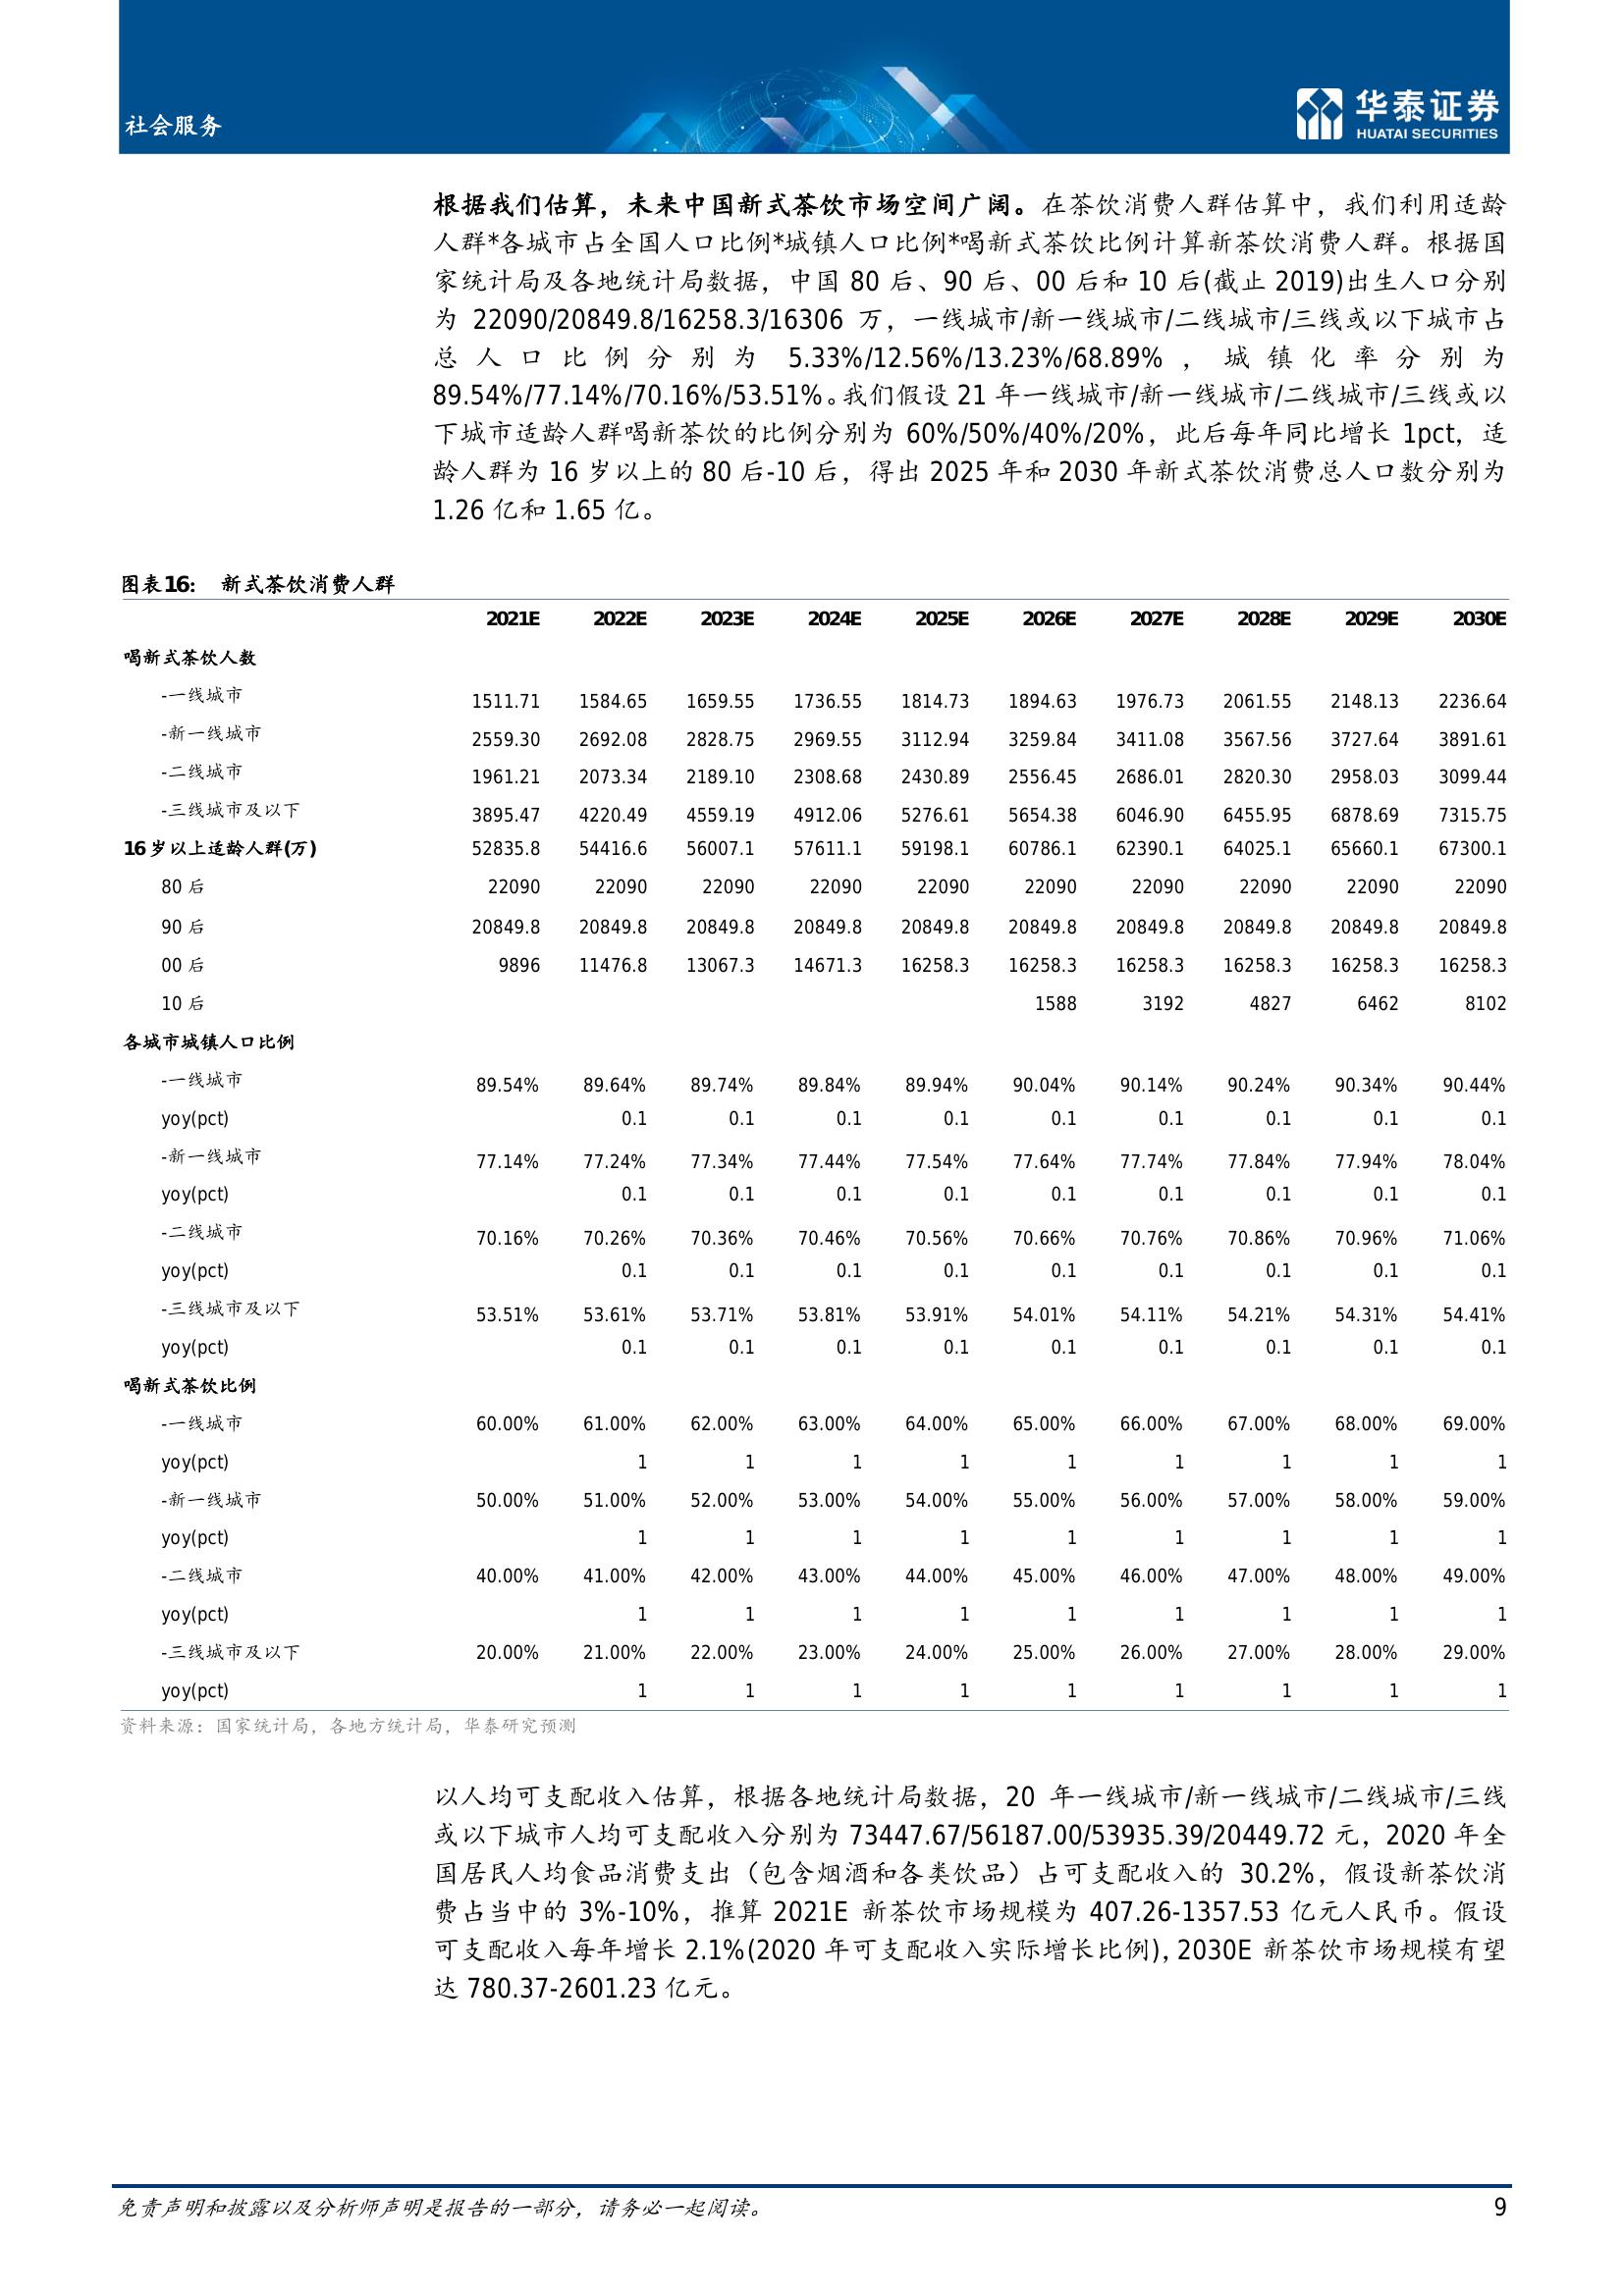 社会服务
华泰证券
HUATAI SECURITIES
根据我们估算，未来中国新式茶饮市场空间广阔。在茶饮消费人群估算中，我们利用适龄
人群*各城市占全国人口比例*城镇人口比例*喝新式茶饮比例计算新茶饮消费人群。根据国
家统计局及各地统计局数据，中国 80 后、90 后、00 后和 10 后(截止 2019)出生人口分别
为 22090/20849.8/16258.3/16306 万，一线城市/新一线城市/二线城市/三线或以下城市占
总人口比例分别为 5.33%/12.56%/13.23%/68.89%，城镇化率分别为
89.54%/77.14%/70.16%/53.51%。我们假设 21 年一线城市/新一线城市/二线城市/三线或以
下城市适龄人群喝新茶饮的比例分别为 60%/50%/40%/20%，此后每年同比增长 1pct，适
龄人群为 16 岁以上的 80 后-10 后，得出 2025 年和 2030 年新式茶饮消费总人口数分别为
1.26 亿和 1.65 亿。
图表16： 新式茶饮消费人群
2021E 2022E 2023E 2024E 2025E 2026E 2027E 2028E 2029E 2030E
喝新式茶饮人数
-一线城市 1511.71 1584.65 1659.55 1736.55 1814.73 1894.63 1976.73 2061.55 2148.13 2236.64
-新一线城市 2559.30 2692.08 2828.75 2969.55 3112.94 3259.84 3411.08 3567.56 3727.64 3891.61
-二线城市 1961.21 2073.34 2189.10 2308.68 2430.89 2556.45 2686.01 2820.30 2958.03 3099.44
-三线城市及以下 3895.47 4220.49 4559.19 4912.06 5276.61 5654.38 6046.90 6455.95 6878.69 7315.75
16 岁以上适龄人群(万) 52835.8 54416.6 56007.1 57611.1 59198.1 60786.1 62390.1 64025.1 65660.1 67300.1
80 后 22090 22090 22090 22090 22090 22090 22090 22090 22090 22090
90 后 20849.8 20849.8 20849.8 20849.8 20849.8 20849.8 20849.8 20849.8 20849.8 20849.8
00 后 9896 11476.8 13067.3 14671.3 16258.3 16258.3 16258.3 16258.3 16258.3 16258.3
10 后 1588 3192 4827 6462 8102
各城市城镇人口比例
-一线城市 89.54% 89.64% 89.74% 89.84% 89.94% 90.04% 90.14% 90.24% 90.34% 90.44%
yoy(pct) 0.1 0.1 0.1 0.1 0.1 0.1 0.1 0.1 0.1
-新一线城市 77.14% 77.24% 77.34% 77.44% 77.54% 77.64% 77.74% 77.84% 77.94% 78.04%
yoy(pct) 0.1 0.1 0.1 0.1 0.1 0.1 0.1 0.1 0.1
-二线城市 70.16% 70.26% 70.36% 70.46% 70.56% 70.66% 70.76% 70.86% 70.96% 71.06%
yoy(pct) 0.1 0.1 0.1 0.1 0.1 0.1 0.1 0.1 0.1
-三线城市及以下 53.51% 53.61% 53.71% 53.81% 53.91% 54.01% 54.11% 54.21% 54.31% 54.41%
yoy(pct) 0.1 0.1 0.1 0.1 0.1 0.1 0.1 0.1 0.1
喝新式茶饮比例
-一线城市 60.00% 61.00% 62.00% 63.00% 64.00% 65.00% 66.00% 67.00% 68.00% 69.00%
yoy(pct) 1 1 1 1 1 1 1 1 1
-新一线城市 50.00% 51.00% 52.00% 53.00% 54.00% 55.00% 56.00% 57.00% 58.00% 59.00%
yoy(pct) 1 1 1 1 1 1 1 1 1
-二线城市 40.00% 41.00% 42.00% 43.00% 44.00% 45.00% 46.00% 47.00% 48.00% 49.00%
yoy(pct) 1 1 1 1 1 1 1 1 1
-三线城市及以下 20.00% 21.00% 22.00% 23.00% 24.00% 25.00% 26.00% 27.00% 28.00% 29.00%
yoy(pct) 1 1 1 1 1 1 1 1 1
资料来源：国家统计局，各地方统计局，华泰研究预测
以人均可支配收入估算，根据各地统计局数据，20 年一线城市/新一线城市/二线城市/三线
或以下城市人均可支配收入分别为 73447.67/56187.00/53935.39/20449.72 元，2020 年全
国居民人均食品消费支出（包含烟酒和各类饮品）占可支配收入的 30.2%，假设新茶饮消
费占当中的 3%-10%，推算 2021E 新茶饮市场规模为 407.26-1357.53 亿元人民币。假设
可支配收入每年增长 2.1%(2020 年可支配收入实际增长比例)，2030E 新茶饮市场规模有望
达 780.37-2601.23 亿元。
免责声明和披露以及分析师声明是报告的一部分，请务必一起阅读。 9